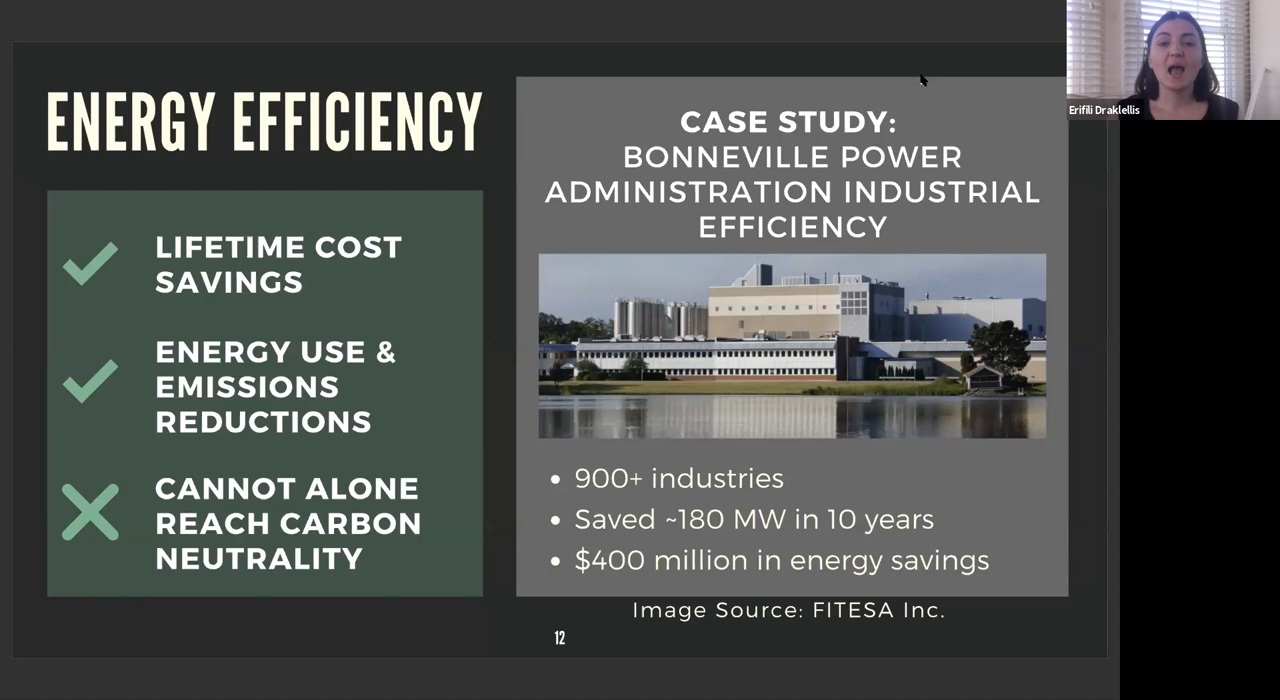 ENERGY EFFICIENCY
LIFETIME COST
SAVINGS
ENERGY USE &
EMISSIONS
REDUCTIONS
CANNOT ALONE
REACH CARBON
NEUTRALITY
CASE STUDY:
BONNEVILLE POWER
ADMINISTRATION INDUSTRIAL
EFFICIENCY
• 900+ industries
• Saved ~180 MW in 10 years
• $400 million in energy savings
Image Source: FITESA Inc.
12
Erifili Draklellis